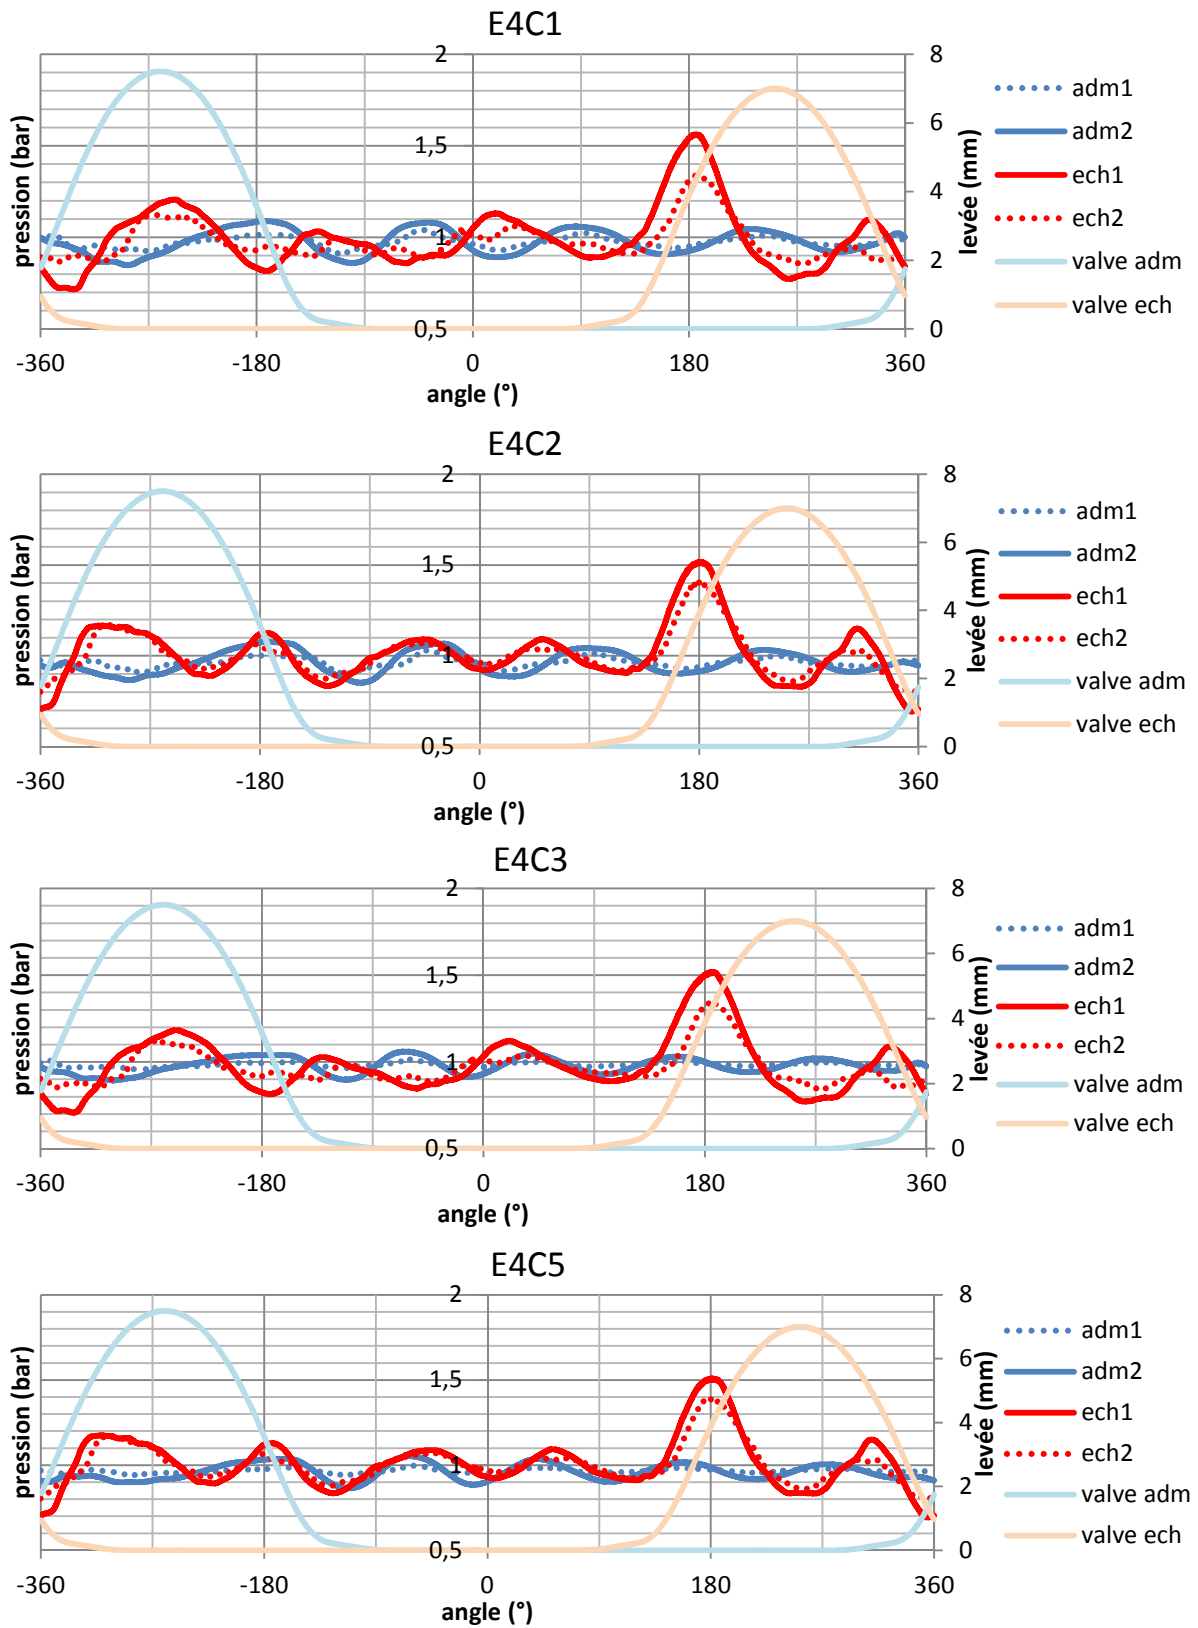 E4C1
pression (bar)
2
1,5
1
0,5
8
6
4
2
0
levée (mm)
-360
-180
0
180
360
angle (°)
adm1
adm2
ech1
ech2
valve adm
valve ech
E4C2
pression (bar)
2
1,5
1
0,5
8
6
4
2
0
levée (mm)
-360
-180
0
180
360
angle (°)
adm1
adm2
ech1
ech2
valve adm
valve ech
E4C3
pression (bar)
2
1,5
1
0,5
8
6
4
2
0
levée (mm)
-360
-180
0
180
360
angle (°)
adm1
adm2
ech1
ech2
valve adm
valve ech
E4C5
pression (bar)
2
1,5
1
0,5
8
6
4
2
0
levée (mm)
-360
-180
0
180
360
angle (°)
adm1
adm2
ech1
ech2
valve adm
valve ech